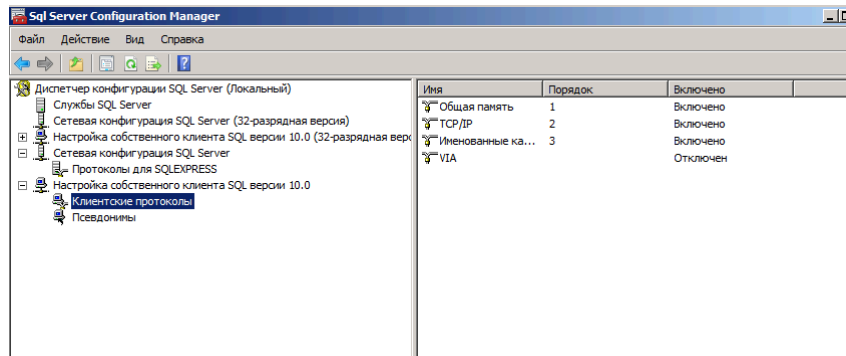 Sql Server Configuration Manager
Файл Действие Вид Справка
Диспетчер конфигурации SQL Server (Локальный)
Службы SQL Server
Сетевая конфигурация SQL Server (32-разрядная версия)
Настройка собственного клиента SQL версии 10.0 (32-разрядная верс
Сетевая конфигурация SQL Server
Протоколы для SQLEXPRESS
Настройка собственного клиента SQL версии 10.0
Клиентские протоколы
Псевдонимы
Имя Порядок Включено
Общая память 1 Включено
TCP/IP 2 Включено
Именованные ка... 3 Включено
VIA Отключен